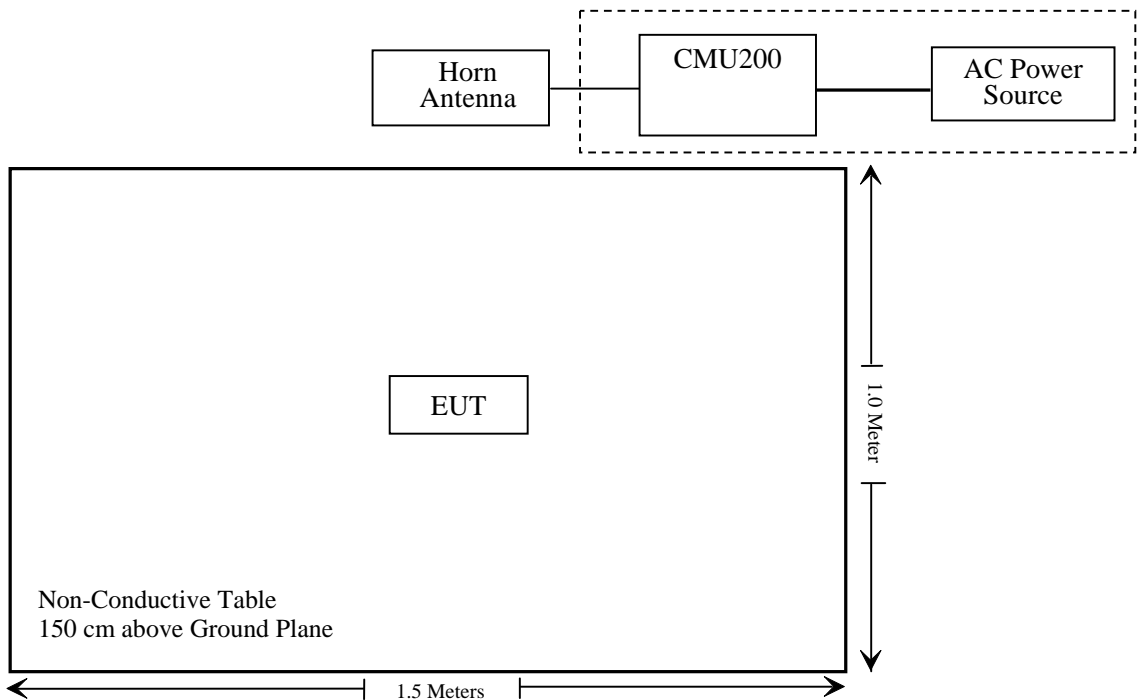 Horn
Antenna
CMU200
AC Power
Source
EUT
1.0 Meter
Non-Conductive Table
150 cm above Ground Plane
1.5 Meters